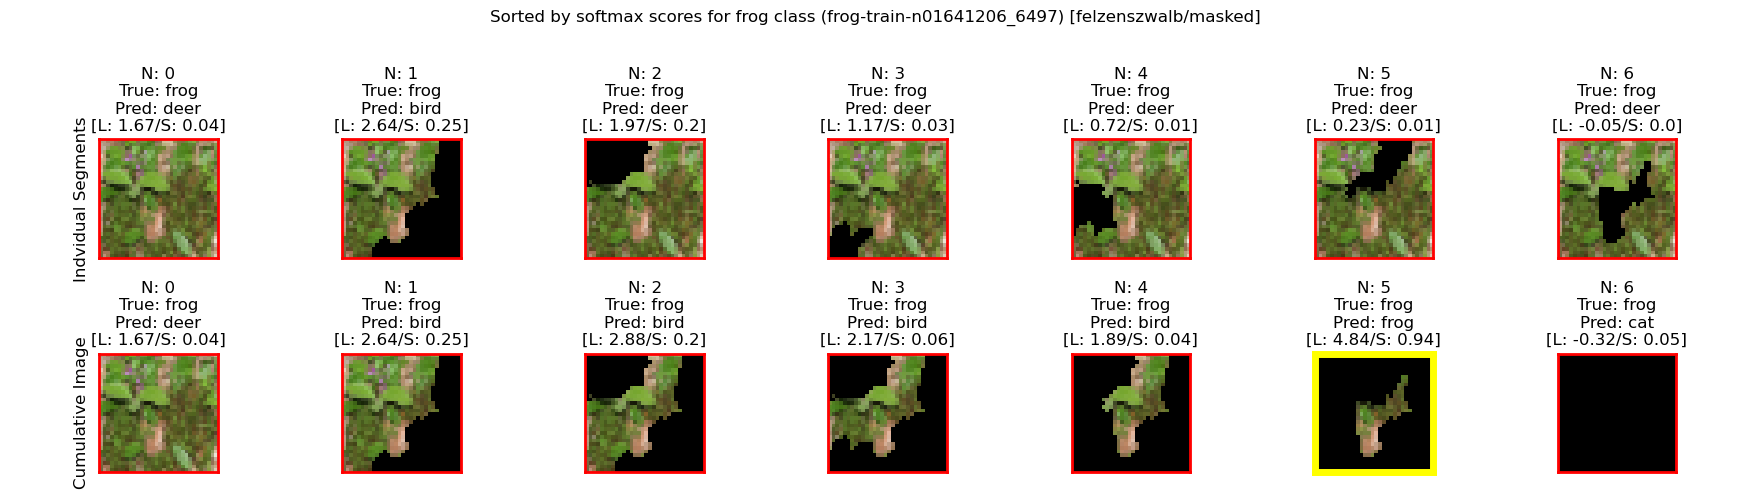 Sorted by softmax scores for frog class (frog-train-n01641206_6497) [felzenszwalb/masked]
Indvidual Segments
N: 0
True: frog
Pred: deer
[L: 1.67/S: 0.04]
N: 1
True: frog
Pred: bird
[L: 2.64/S: 0.25]
N: 2
True: frog
Pred: deer
[L: 1.97/S: 0.2]
N: 3
True: frog
Pred: deer
[L: 1.17/S: 0.03]
N: 4
True: frog
Pred: deer
[L: 0.72/S: 0.01]
N: 5
True: frog
Pred: deer
[L: 0.23/S: 0.01]
N: 6
True: frog
Pred: deer
[L: -0.05/S: 0.0]
Cumulative Image
N: 0
True: frog
Pred: deer
[L: 1.67/S: 0.04]
N: 1
True: frog
Pred: bird
[L: 2.64/S: 0.25]
N: 2
True: frog
Pred: bird
[L: 2.88/S: 0.2]
N: 3
True: frog
Pred: bird
[L: 2.17/S: 0.06]
N: 4
True: frog
Pred: bird
[L: 1.89/S: 0.04]
N: 5
True: frog
Pred: frog
[L: 4.84/S: 0.94]
N: 6
True: frog
Pred: cat
[L: -0.32/S: 0.05]